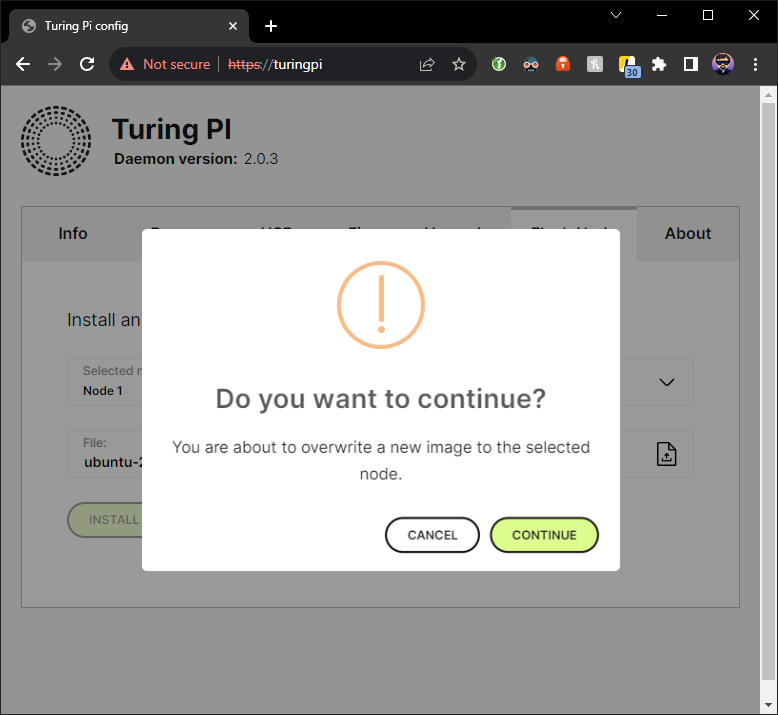 Turing Pi config
Not secure
https://turingpi
30
Turing PI
Daemon version: 2.0.3
Info
About
Install an
Selected
Node 1
File:
ubuntu-2
INSTALL
Do you want to continue?
You are about to overwrite a new image to the selected
node.
CANCEL
CONTINUE